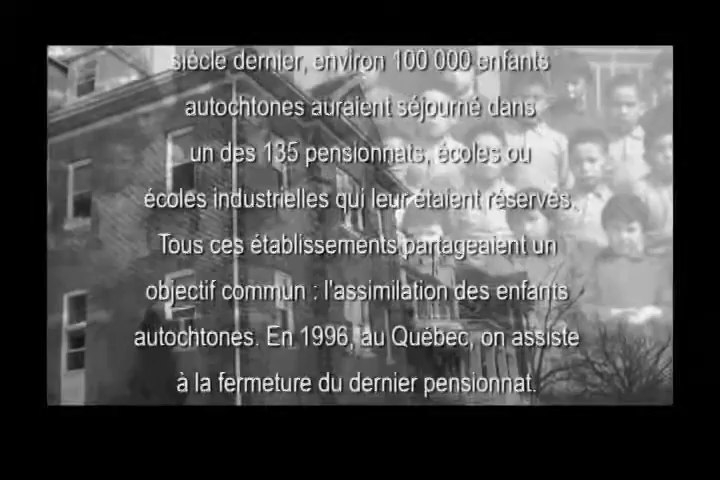 siècle dernier, environ 100 000 enfants
autochtones auraient séjourné dans
un des 135 pensionnats, écoles ou
écoles industrielles qui leur étaient réservés.
Tous ces établissements partageaient un
objectif commun : l'assimilation des enfants
autochtones. En 1996, au Québec, on assiste
à la fermeture du dernier pensionnat.